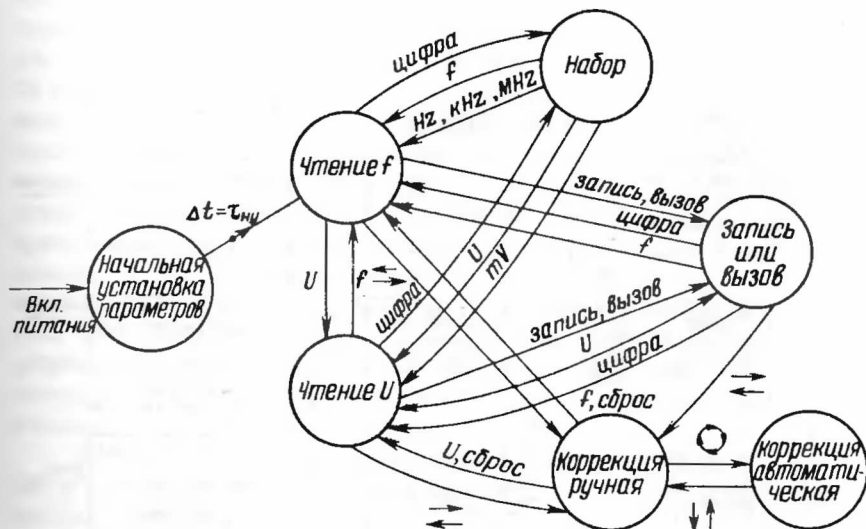 цифра
f
Hz, кHz, MHz
Набор
Чтение f
запись, вызов
цифра
f
Запись
или
вызов
Δt=τну
Начальная
установка
параметров
Вкл.
питания
U
f
цифра
U
mV
запись, вызов
U
цифра
Чтение U
f, сброс
U, сброс
Коррекция
ручная
Коррекция
автомати-
ческая